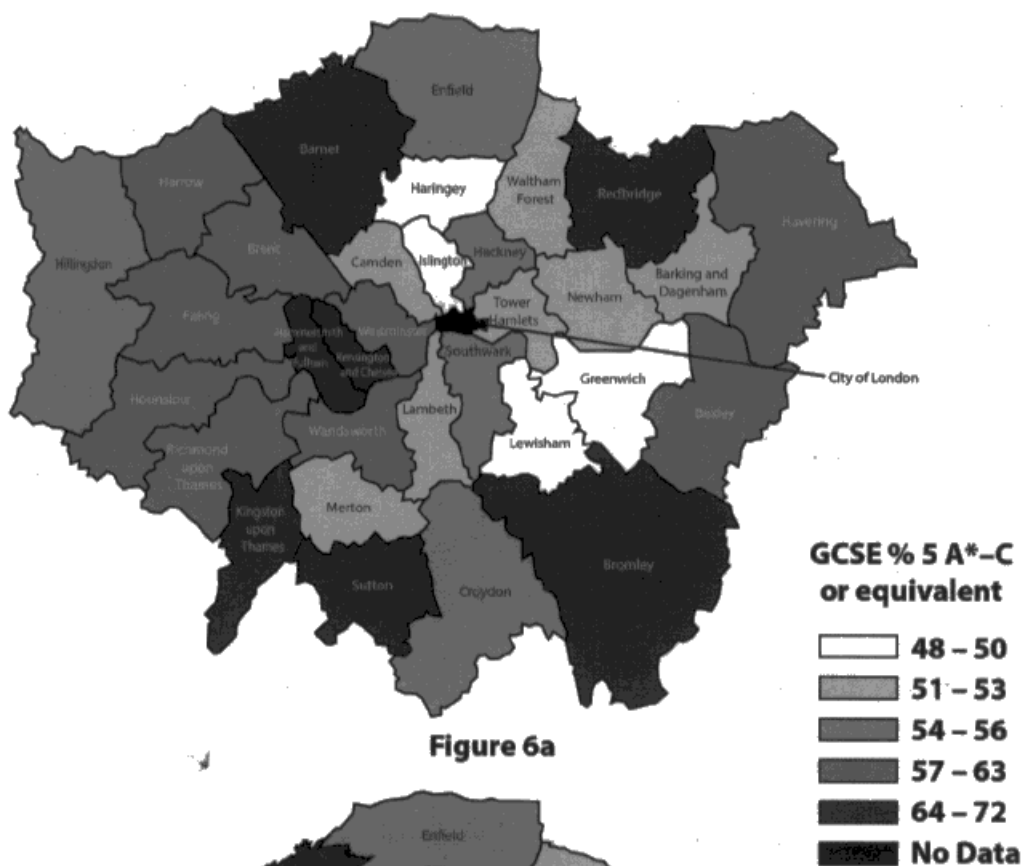 Enfield
Barnet
Harrow
Haringey
Waltham
Forest
Redbridge
Havering
Brent
Hillingdon
Camden
Islington
Hackney
Barking and
Dagenham
Newham
Tower
Hamlets
Ealing
Hammersmith
and
Fulham
Westminster
Kensington
and Chelsea
Southwark
City of London
Greenwich
Hounslow
Lambeth
Bexley
Wandsworth
Lewisham
Richmond
upon
Thames
Merton
Kingston
upon
Thames
Sutton
Croydon
Bromley
GCSE % 5 A*–C
or equivalent
48 – 50
51 – 53
54 – 56
57 – 63
64 – 72
No Data
Figure 6a
Enfield